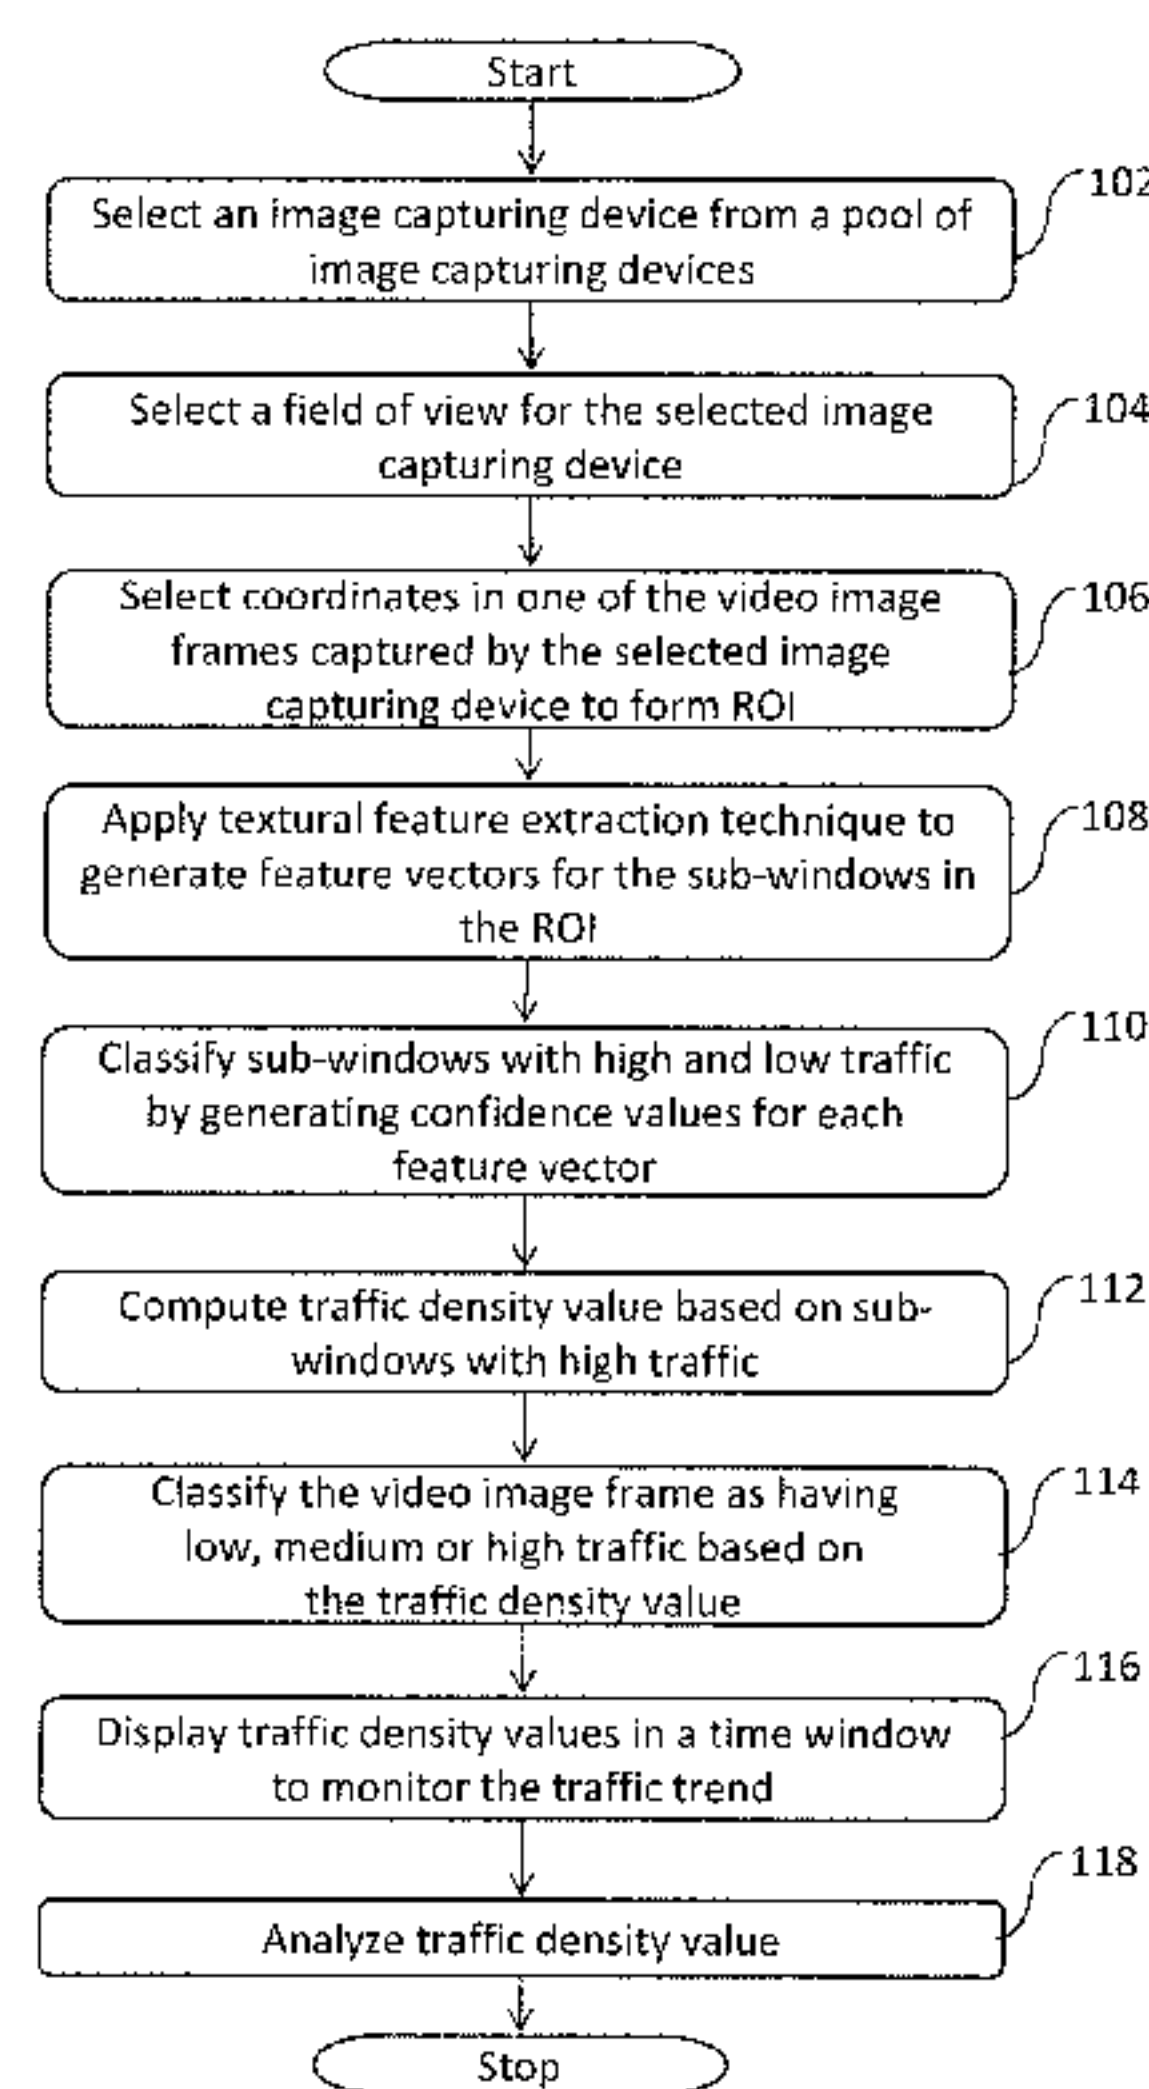 Start
102
Select an image capturing device from a pool of
image capturing devices
104
Select a field of view for the selected image
capturing device
106
Select coordinates in one of the video image
frames captured by the selected image
capturing device to form ROI
108
Apply textural feature extraction technique to
generate feature vectors for the sub-windows in
the ROI
110
Classify sub-windows with high and low traffic
by generating confidence values for each
feature vector
112
Compute traffic density value based on sub-
windows with high traffic
114
Classify the video image frame as having
low, medium or high traffic based on
the traffic density value
116
Display traffic density values in a time window
to monitor the traffic trend
118
Analyze traffic density value
Stop